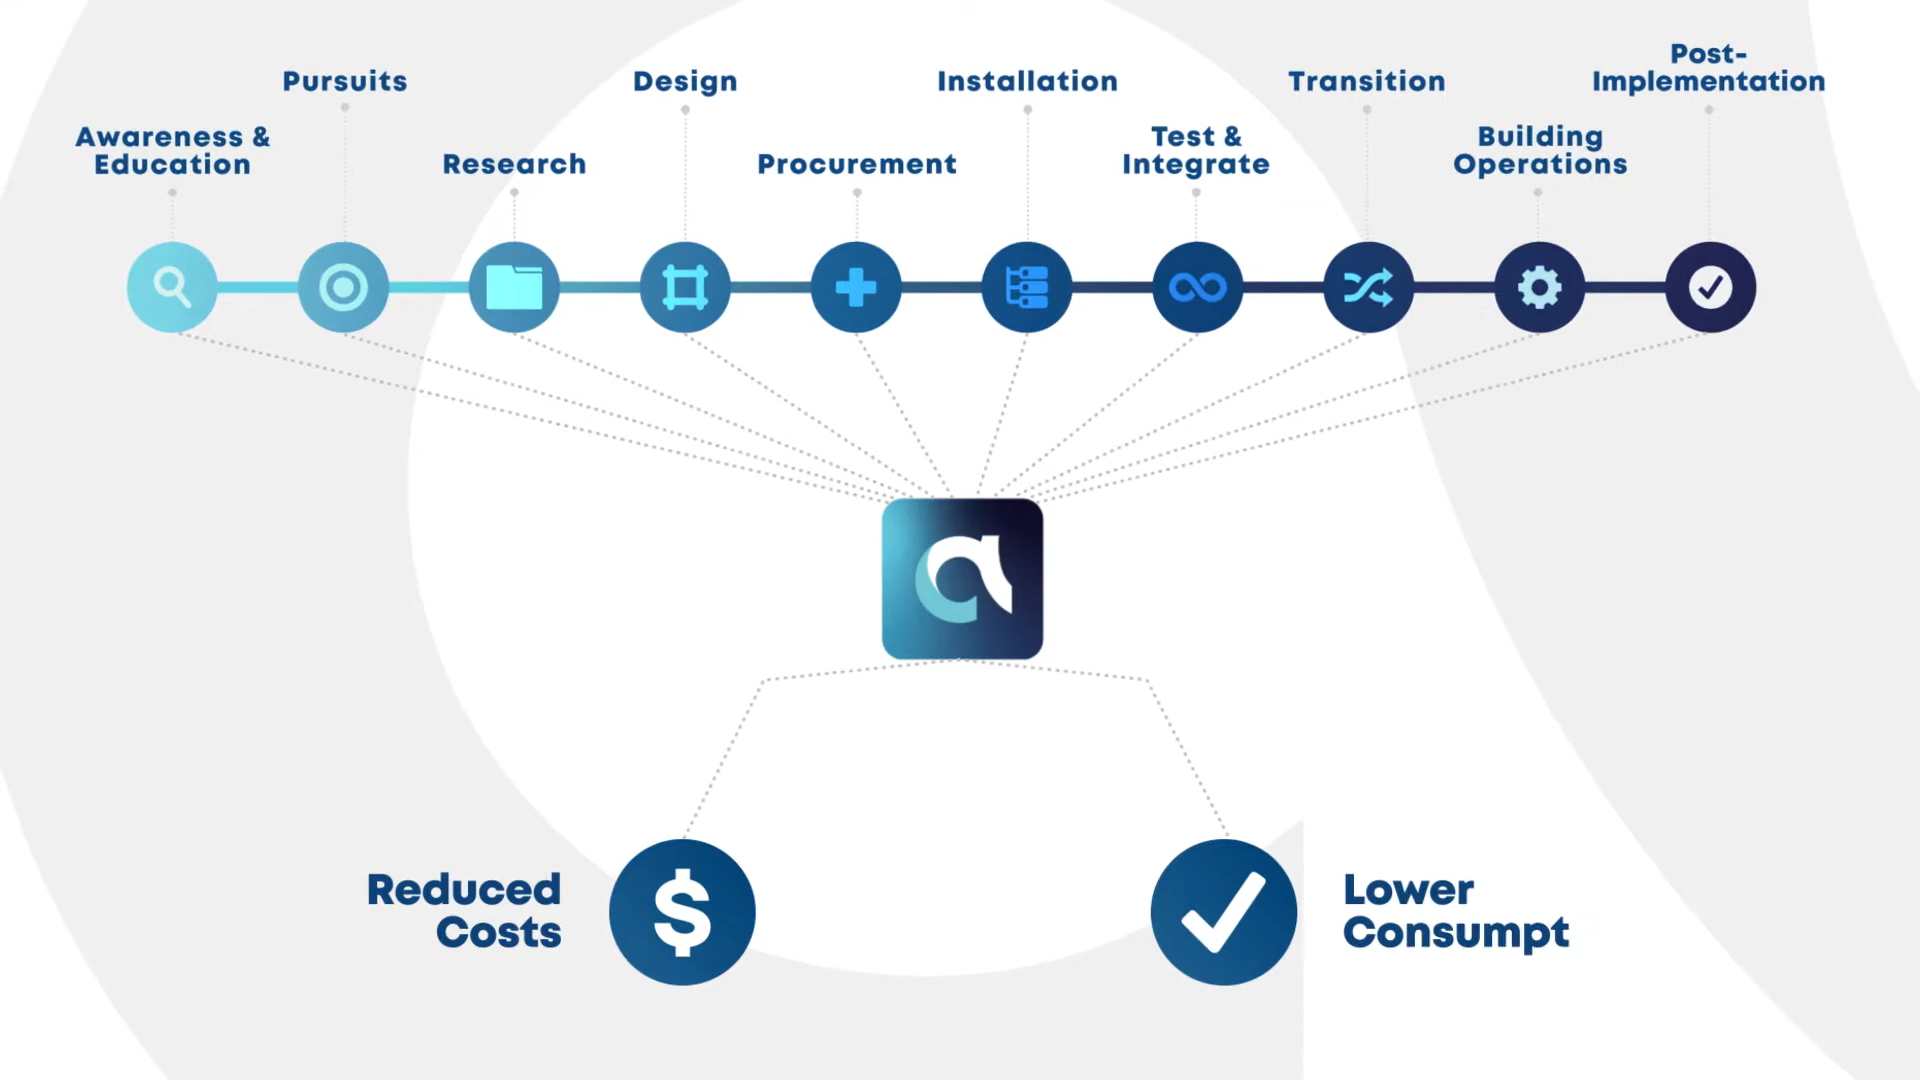 Awareness &
Education
Pursuits
Research
Design
Procurement
Installation
Test &
Integrate
Transition
Building
Operations
Post-
Implementation
Reduced
Costs
Lower
Consumpt